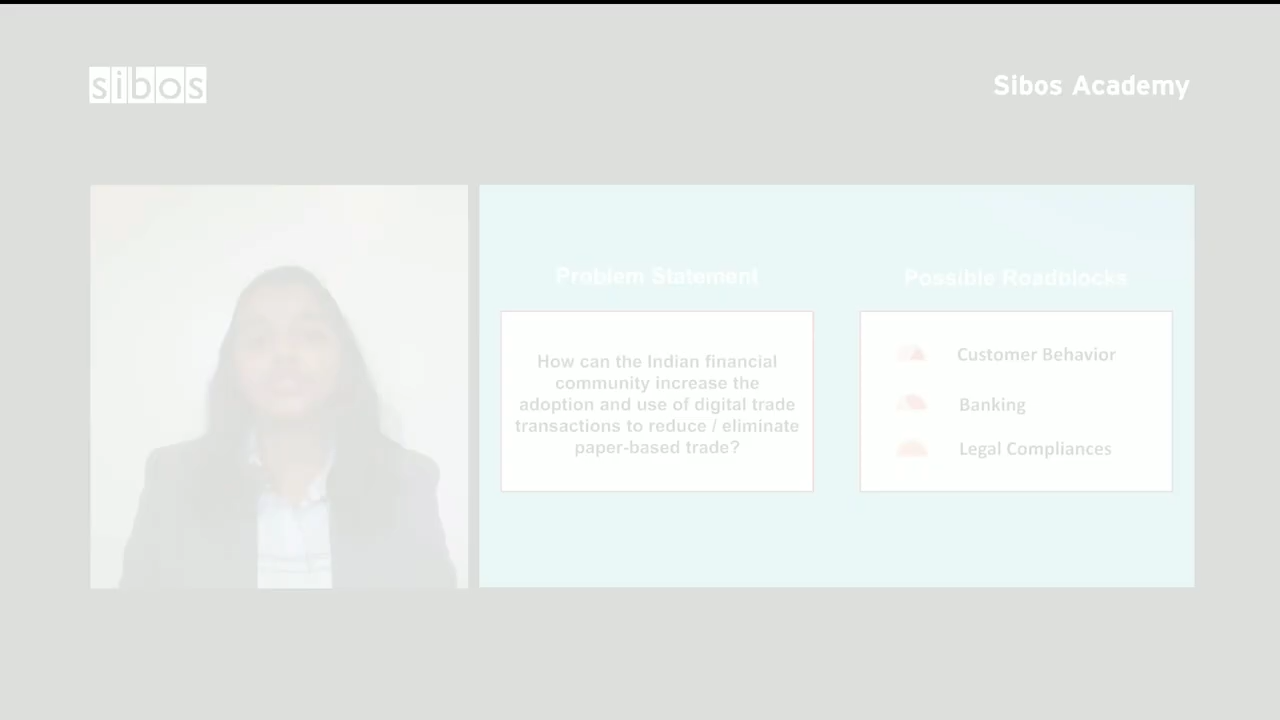 sibos
Sibos Academy
Problem Statement
How can the Indian financial
community increase the
adoption and use of digital trade
transactions to reduce / eliminate
paper-based trade?
Possible Roadblocks
Customer Behavior
Banking
Legal Compliances